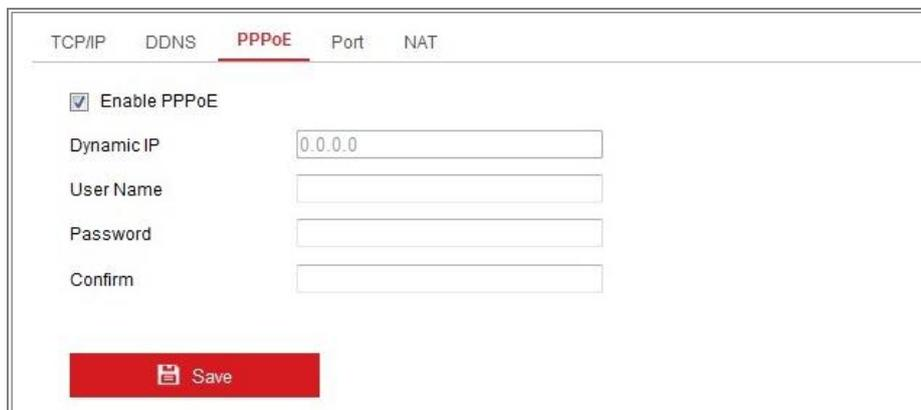 TCP/IP DDNS PPPoE Port NAT
Enable PPPoE
Dynamic IP 0.0.0.0
User Name
Password
Confirm
Save